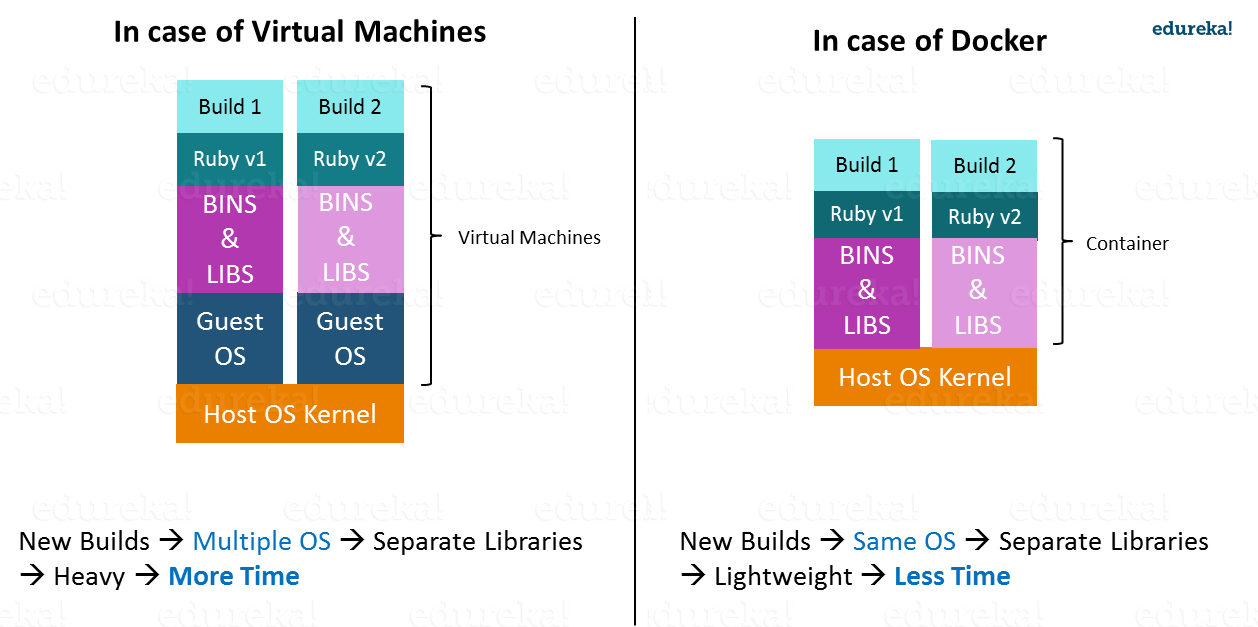 In case of Virtual Machines
Build 1
Build 2
Ruby v1
Ruby v2
BINS
&
LIBS
BINS
&
LIBS
Guest
OS
Guest
OS
Host OS Kernel
Virtual Machines
New Builds → Multiple OS → Separate Libraries
→ Heavy → More Time
In case of Docker
edureka!
Build 1
Build 2
Ruby v1
Ruby v2
BINS
&
LIBS
BINS
&
LIBS
Host OS Kernel
Container
New Builds → Same OS → Separate Libraries
→ Lightweight → Less Time